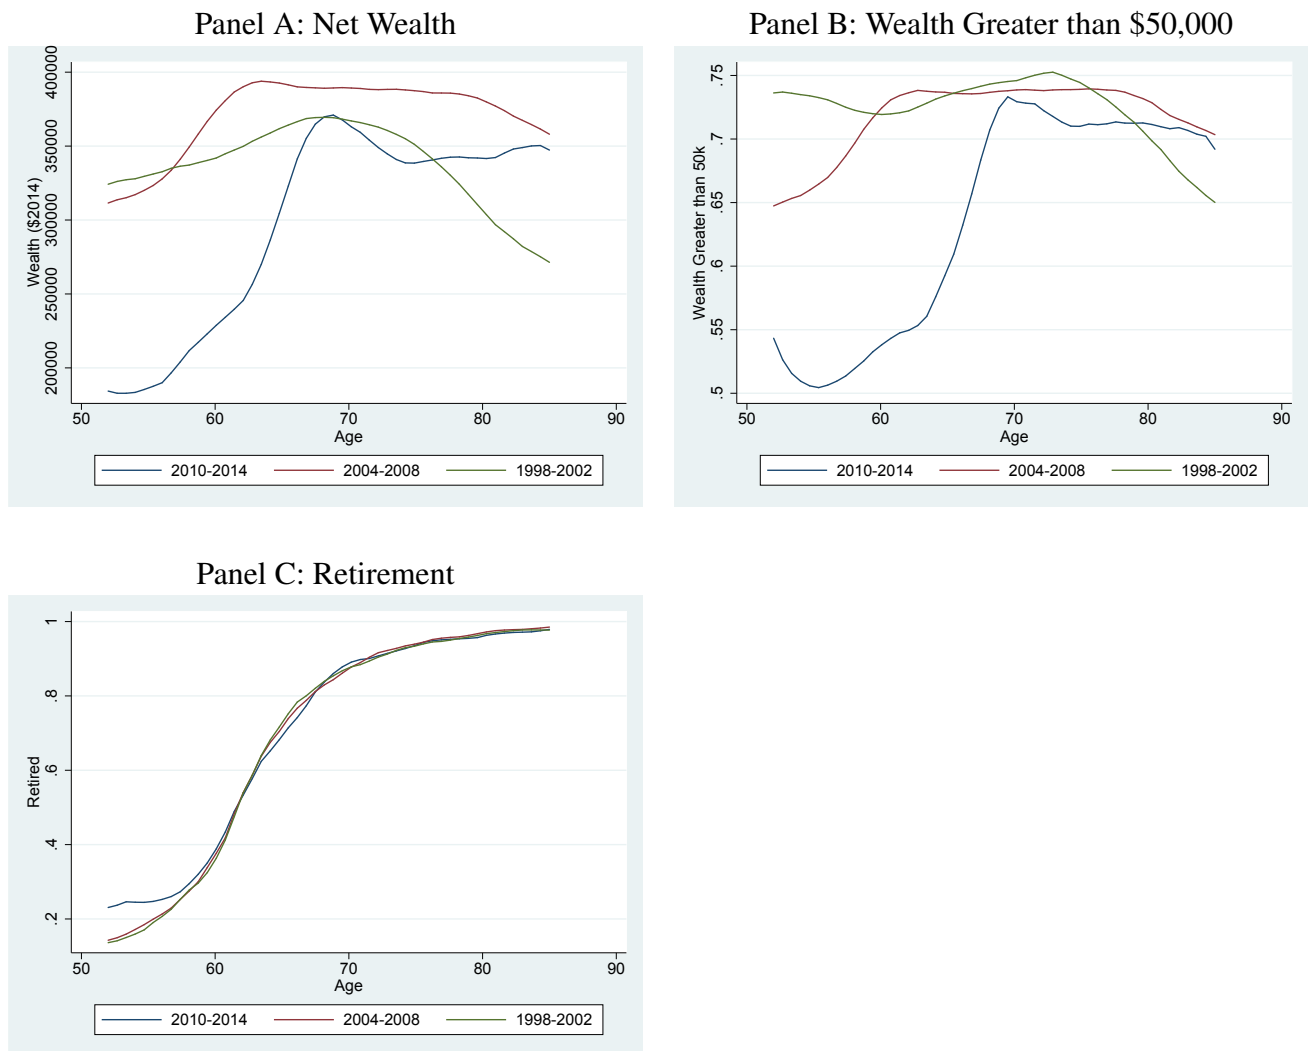 Panel A: Net Wealth
Wealth ($2014)
400000
350000
300000
250000
200000
50 60 70 80 90
Age
2010-2014 2004-2008 1998-2002
Panel B: Wealth Greater than $50,000
Wealth Greater than 50k
.75
.7
.65
.6
.55
.5
50 60 70 80 90
Age
2010-2014 2004-2008 1998-2002
Panel C: Retirement
Retired
1
.8
.6
.4
.2
50 60 70 80 90
Age
2010-2014 2004-2008 1998-2002